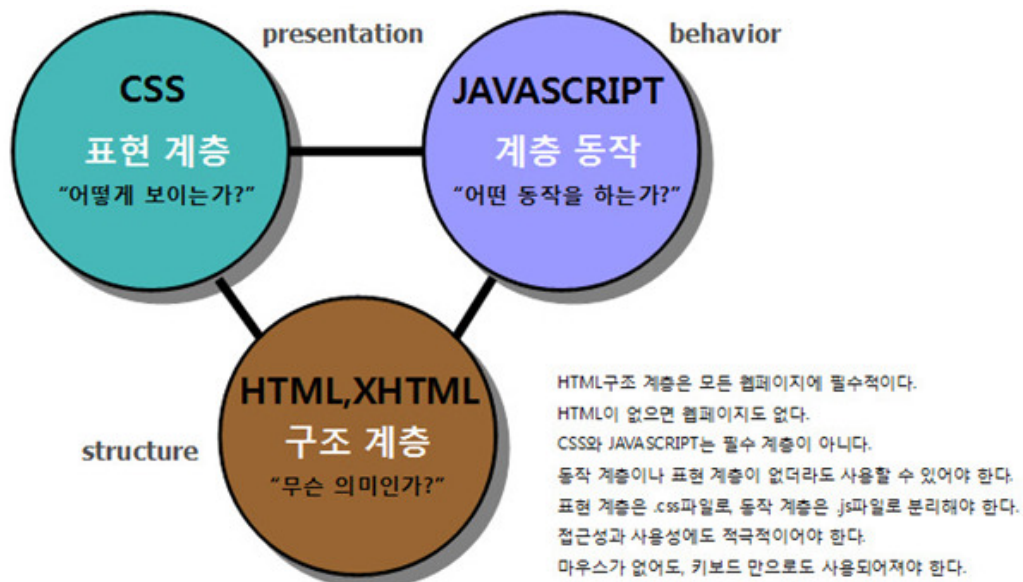 presentation
behavior
CSS
표현 계층
“어떻게 보이는가?”
JAVASCRIPT
계층 동작
“어떤 동작을 하는가?”
HTML,XHTML
구조 계층
“무슨 의미인가?”
structure
HTML구조 계층은 모든 웹페이지에 필수적이다.
HTML이 없으면 웹페이지도 없다.
CSS와 JAVASCRIPT는 필수 계층이 아니다.
동작 계층이나 표현 계층이 없더라도 사용할 수 있어야 한다.
표현 계층은 .css파일로, 동작 계층은 .js파일로 분리해야 한다.
접근성과 사용성에도 적극적이어야 한다.
마우스가 없어도, 키보드 만으로도 사용되어져야 한다.